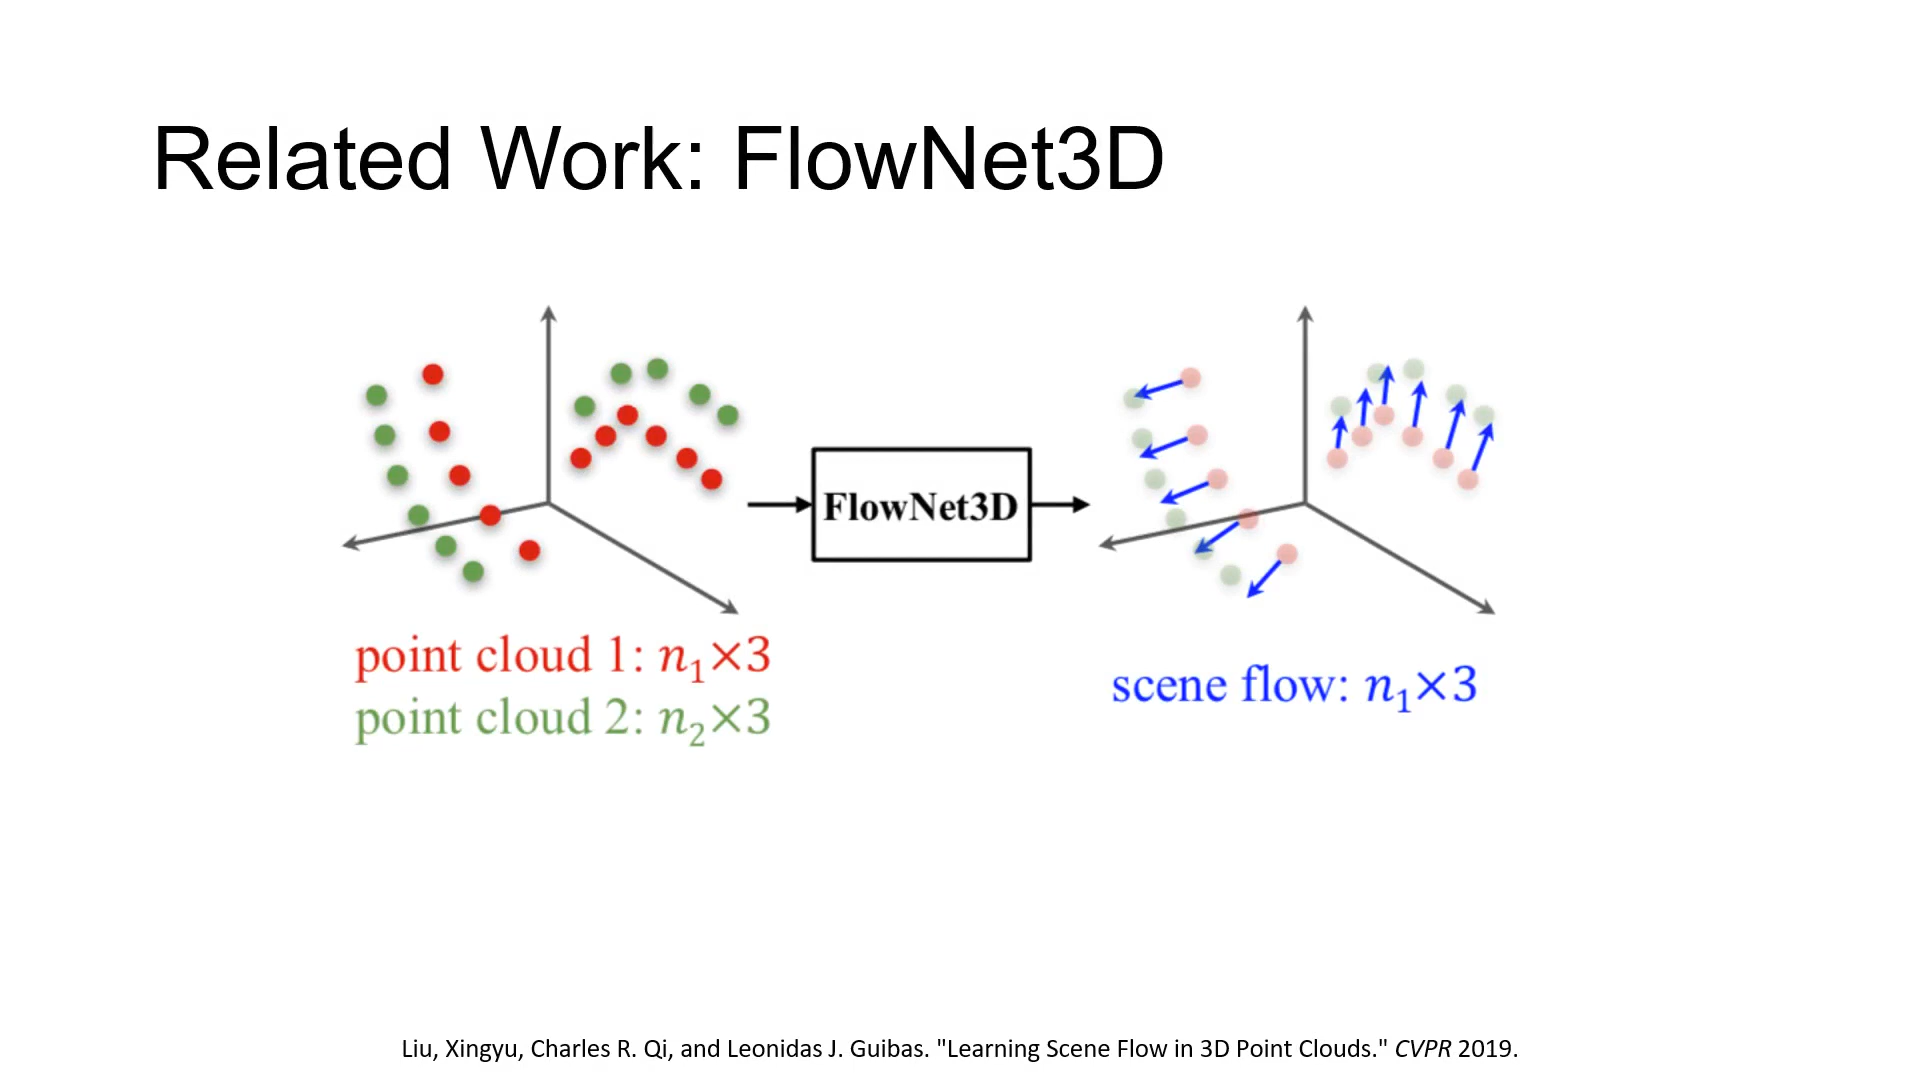 Related Work: FlowNet3D
FlowNet3D
point cloud 1: n₁×3
point cloud 2: n₂×3
scene flow: n₁×3
Liu, Xingyu, Charles R. Qi, and Leonidas J. Guibas. "Learning Scene Flow in 3D Point Clouds." CVPR 2019.